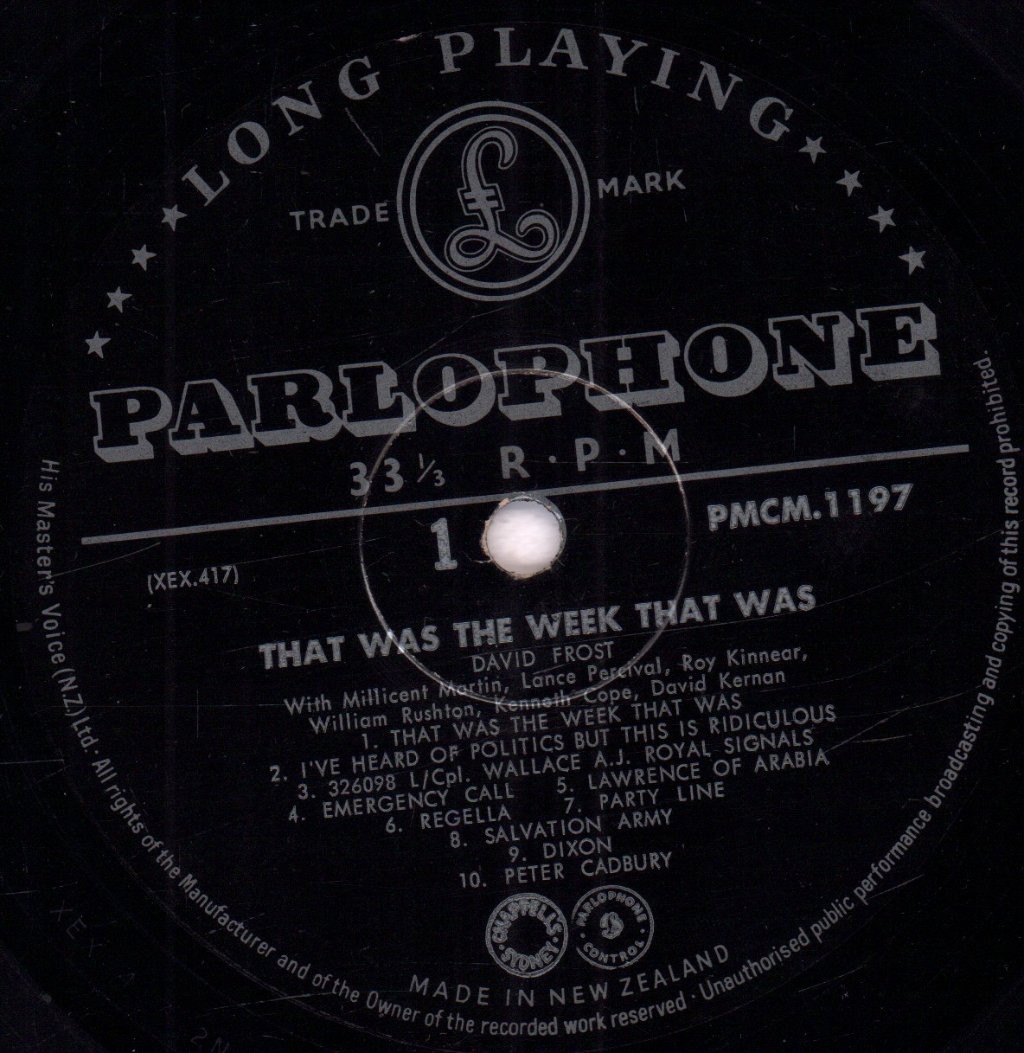 LONG PLAYING
TRADE £ MARK
PARLOPHONE
33 1/3 R·P·M
1 PMCM.1197
(XEX.417)
THAT WAS THE WEEK THAT WAS
DAVID FROST
With Millicent Martin, Lance Percival, Roy Kinnear,
William Rushton, Kenneth Cope, David Kernan
1. THAT WAS THE WEEK THAT WAS
2. I'VE HEARD OF POLITICS BUT THIS IS RIDICULOUS
3. 326098 L/Cpl. WALLACE A.J. ROYAL SIGNALS
4. EMERGENCY CALL 5. LAWRENCE OF ARABIA
6. REGELLA 7. PARTY LINE
8. SALVATION ARMY
9. DIXON
10. PETER CADBURY
CHAPPELLS · SYDNEY ·
PARLOPHONE CONTROL
MADE IN NEW ZEALAND
His Master's Voice (NZ) Ltd · All rights of the Manufacturer and of the Owner of the recorded work reserved · Unauthorised public performance broadcasting and copying of this record prohibited.